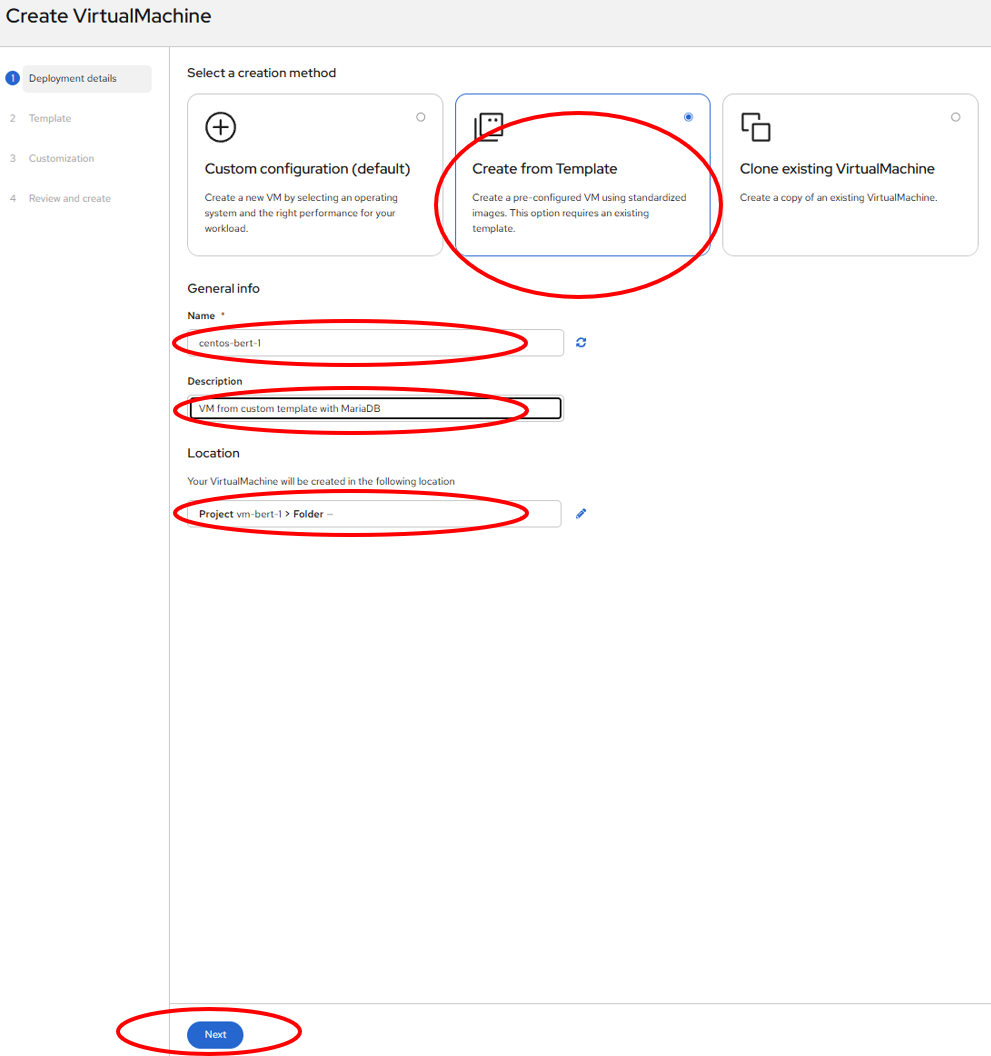 Create VirtualMachine
1 Deployment details
2 Template
3 Customization
4 Review and create
Select a creation method
Custom configuration (default)
Create a new VM by selecting an operating
system and the right performance for your
workload.
Create from Template
Create a pre-configured VM using standardized
images. This option requires an existing
template.
Clone existing VirtualMachine
Create a copy of an existing VirtualMachine.
General info
Name *
centos-bert-1
Description
VM from custom template with MariaDB
Location
Your VirtualMachine will be created in the following location
Project vm-bert-1 > Folder –
Next